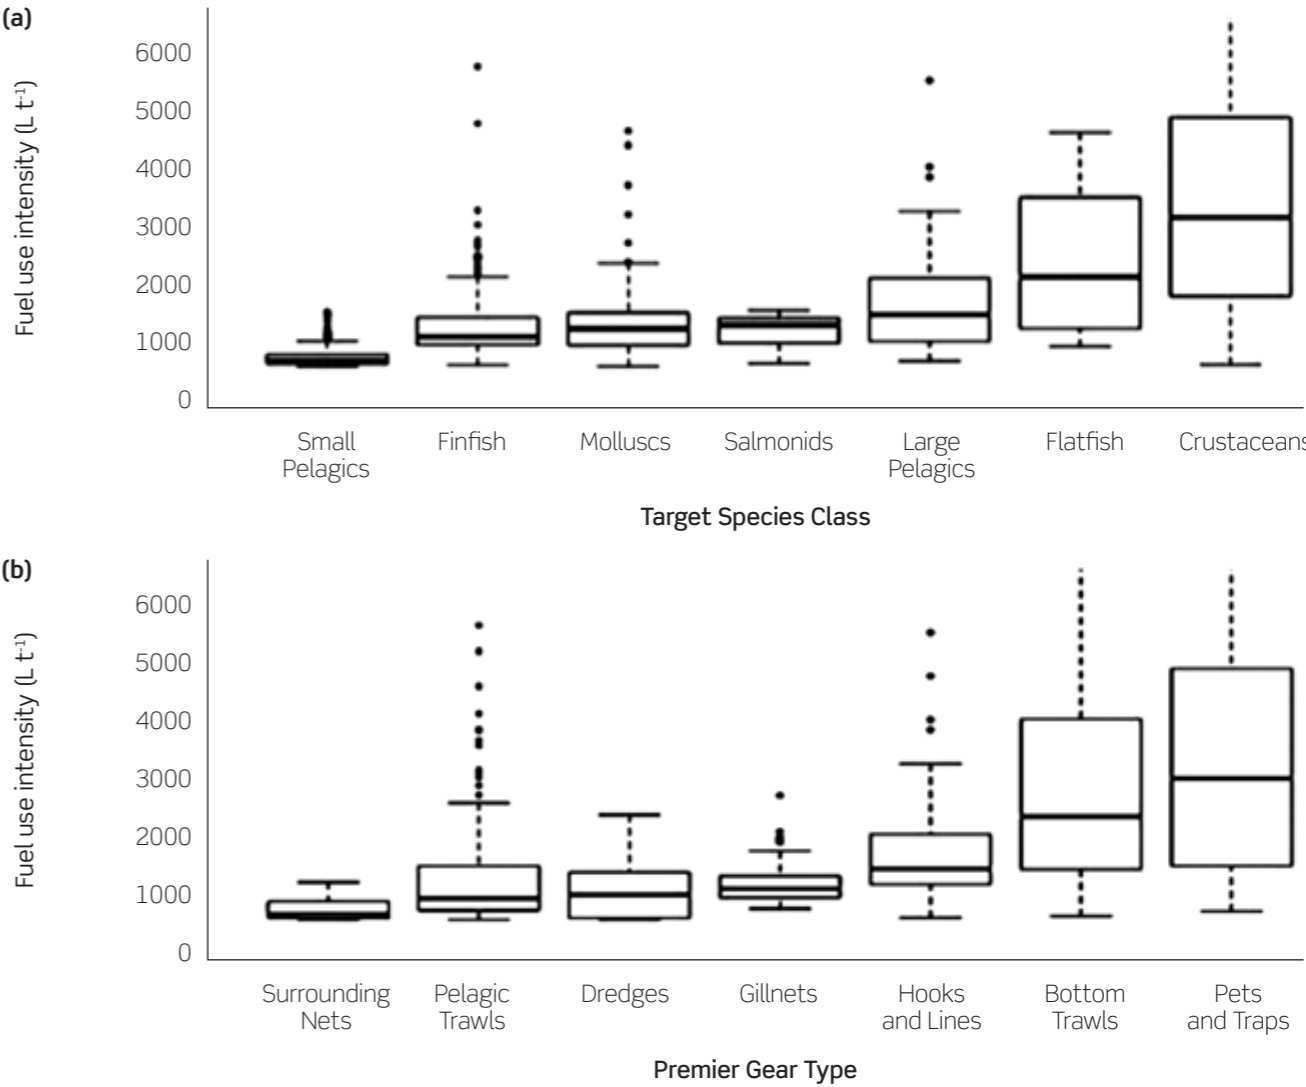 (a)
Fuel use intensity (L t⁻¹)
6000
5000
4000
3000
2000
1000
0
Small
Pelagics
Finfish
Molluscs
Salmonids
Large
Pelagics
Flatfish
Crustaceans
Target Species Class
(b)
Fuel use intensity (L t⁻¹)
6000
5000
4000
3000
2000
1000
0
Surrounding
Nets
Pelagic
Trawls
Dredges
Gillnets
Hooks
and Lines
Bottom
Trawls
Pets
and Traps
Premier Gear Type